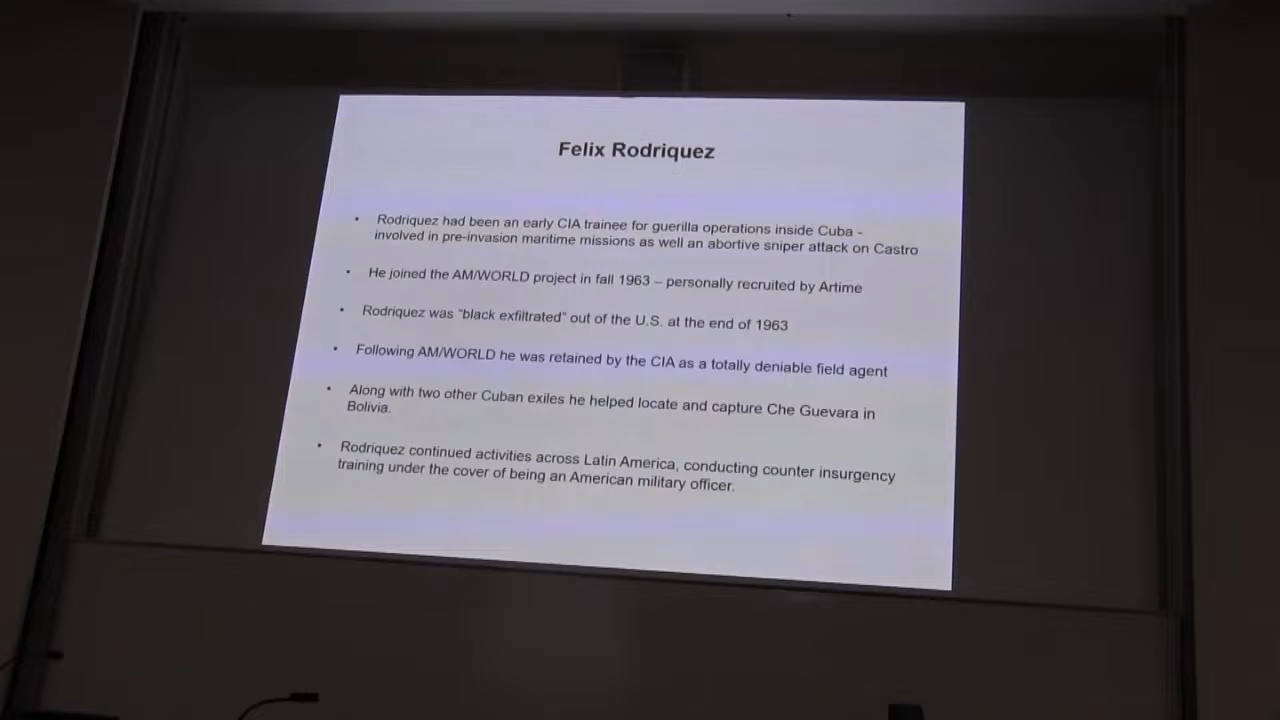 Felix Rodriquez
• Rodriquez had been an early CIA trainee for guerilla operations inside Cuba -
involved in pre-invasion maritime missions as well an abortive sniper attack on Castro
• He joined the AM/WORLD project in fall 1963 – personally recruited by Artime
• Rodriquez was “black exfiltrated” out of the U.S. at the end of 1963
• Following AM/WORLD he was retained by the CIA as a totally deniable field agent
• Along with two other Cuban exiles he helped locate and capture Che Guevara in
Bolivia.
• Rodriquez continued activities across Latin America, conducting counter insurgency
training under the cover of being an American military officer.